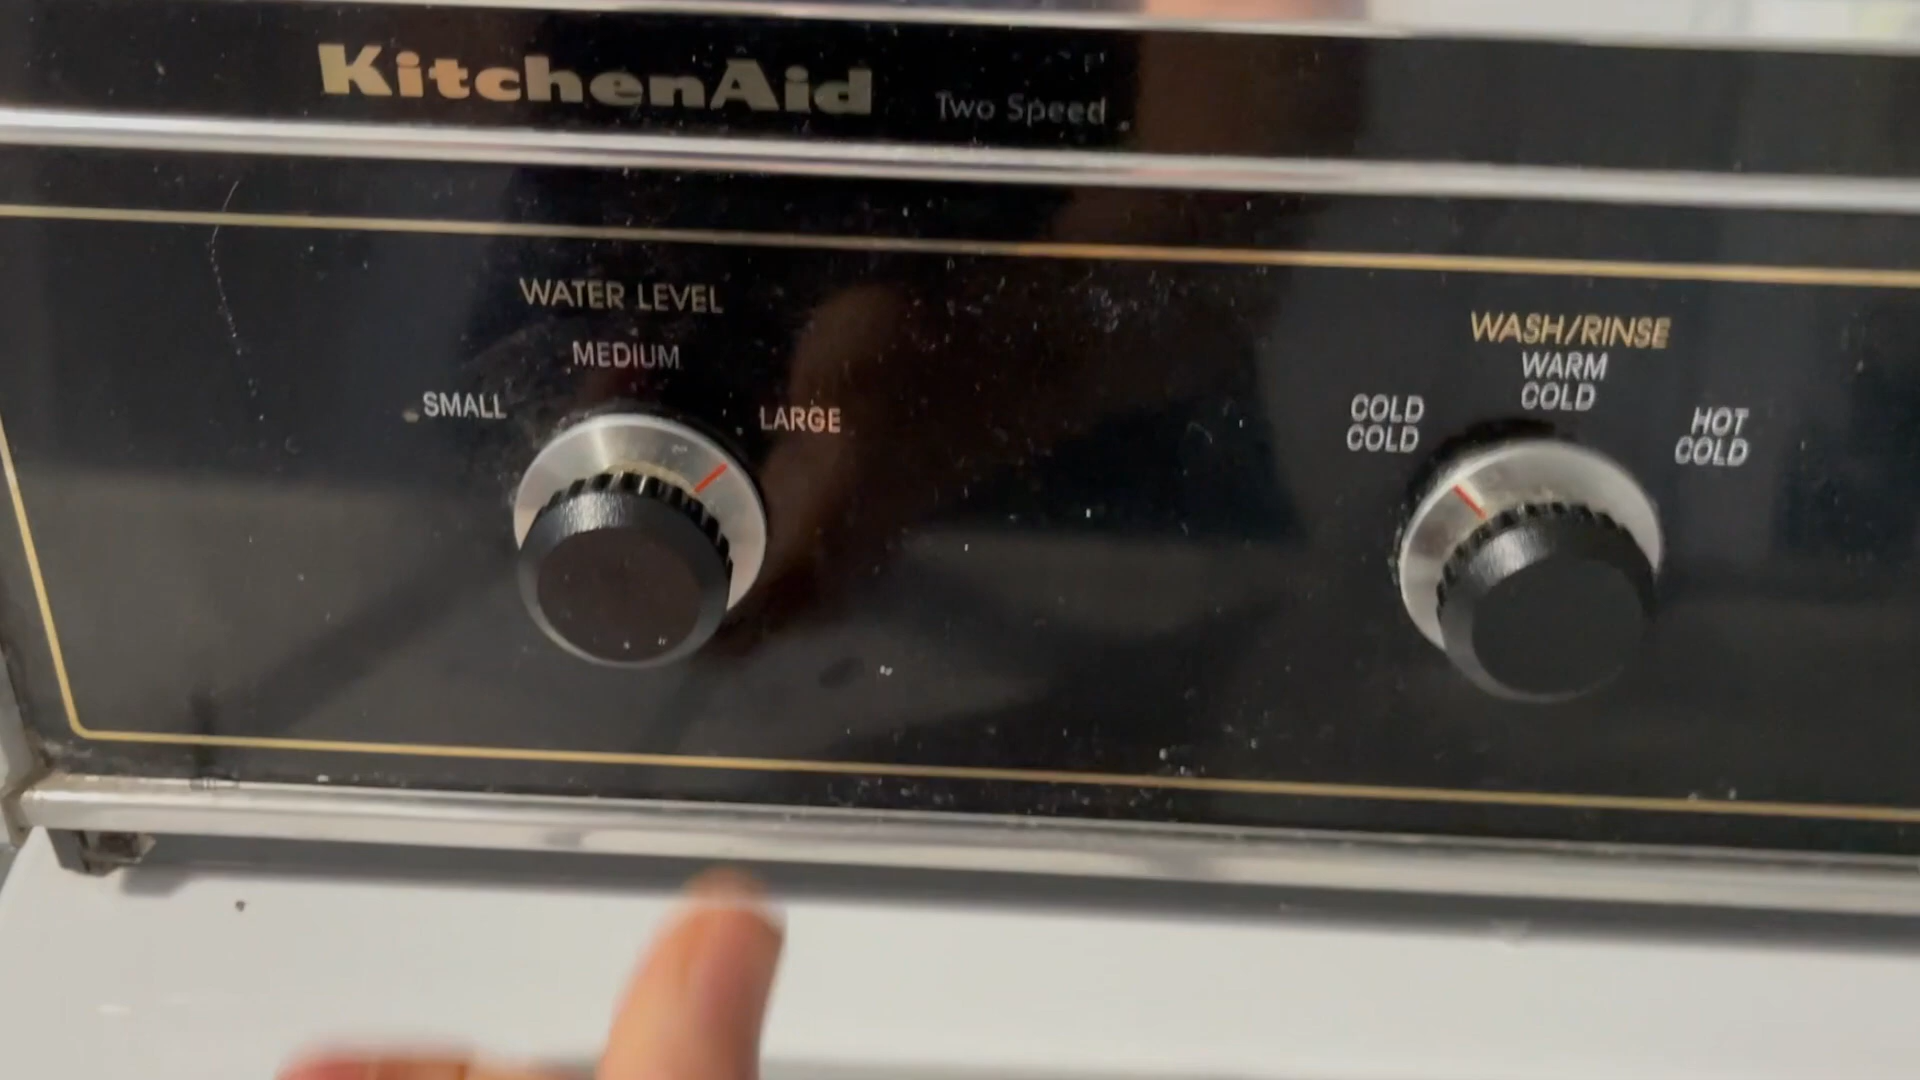 KitchenAid Two Speed
WATER LEVEL
SMALL
MEDIUM
LARGE
WASH/RINSE
COLD
COLD
WARM
COLD
HOT
COLD